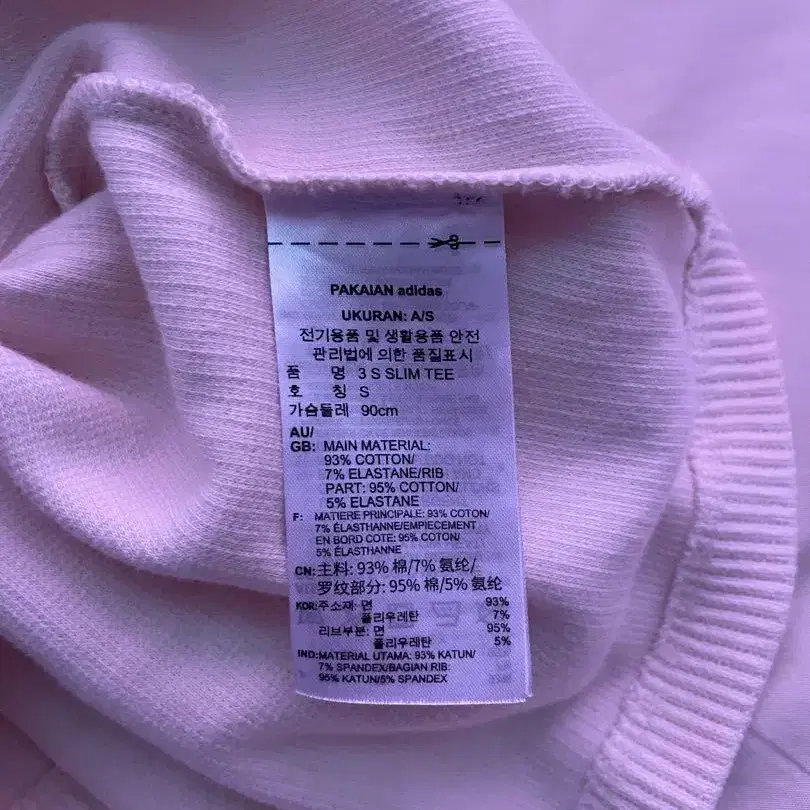 PAKAIAN adidas
UKURAN: A/S
전기용품 및 생활용품 안전
관리법에 의한 품질표시
품 명 3 S SLIM TEE
호 칭 S
가슴둘레 90cm
AU/
GB: MAIN MATERIAL:
93% COTTON/
7% ELASTANE/RIB
PART: 95% COTTON/
5% ELASTANE
F: MATIERE PRINCIPALE: 93% COTON/
7% ÉLASTHANNE/EMPIECEMENT
EN BORD COTE: 95% COTON/
5% ÉLASTHANNE
CN:主料: 93% 棉/7% 氨纶/
罗纹部分: 95% 棉/5% 氨纶
KOR:주소재: 면 93%
폴리우레탄 7%
리브부분: 면 95%
폴리우레탄 5%
IND:MATERIAL UTAMA: 93% KATUN/
7% SPANDEX/BAGIAN RIB:
95% KATUN/5% SPANDEX